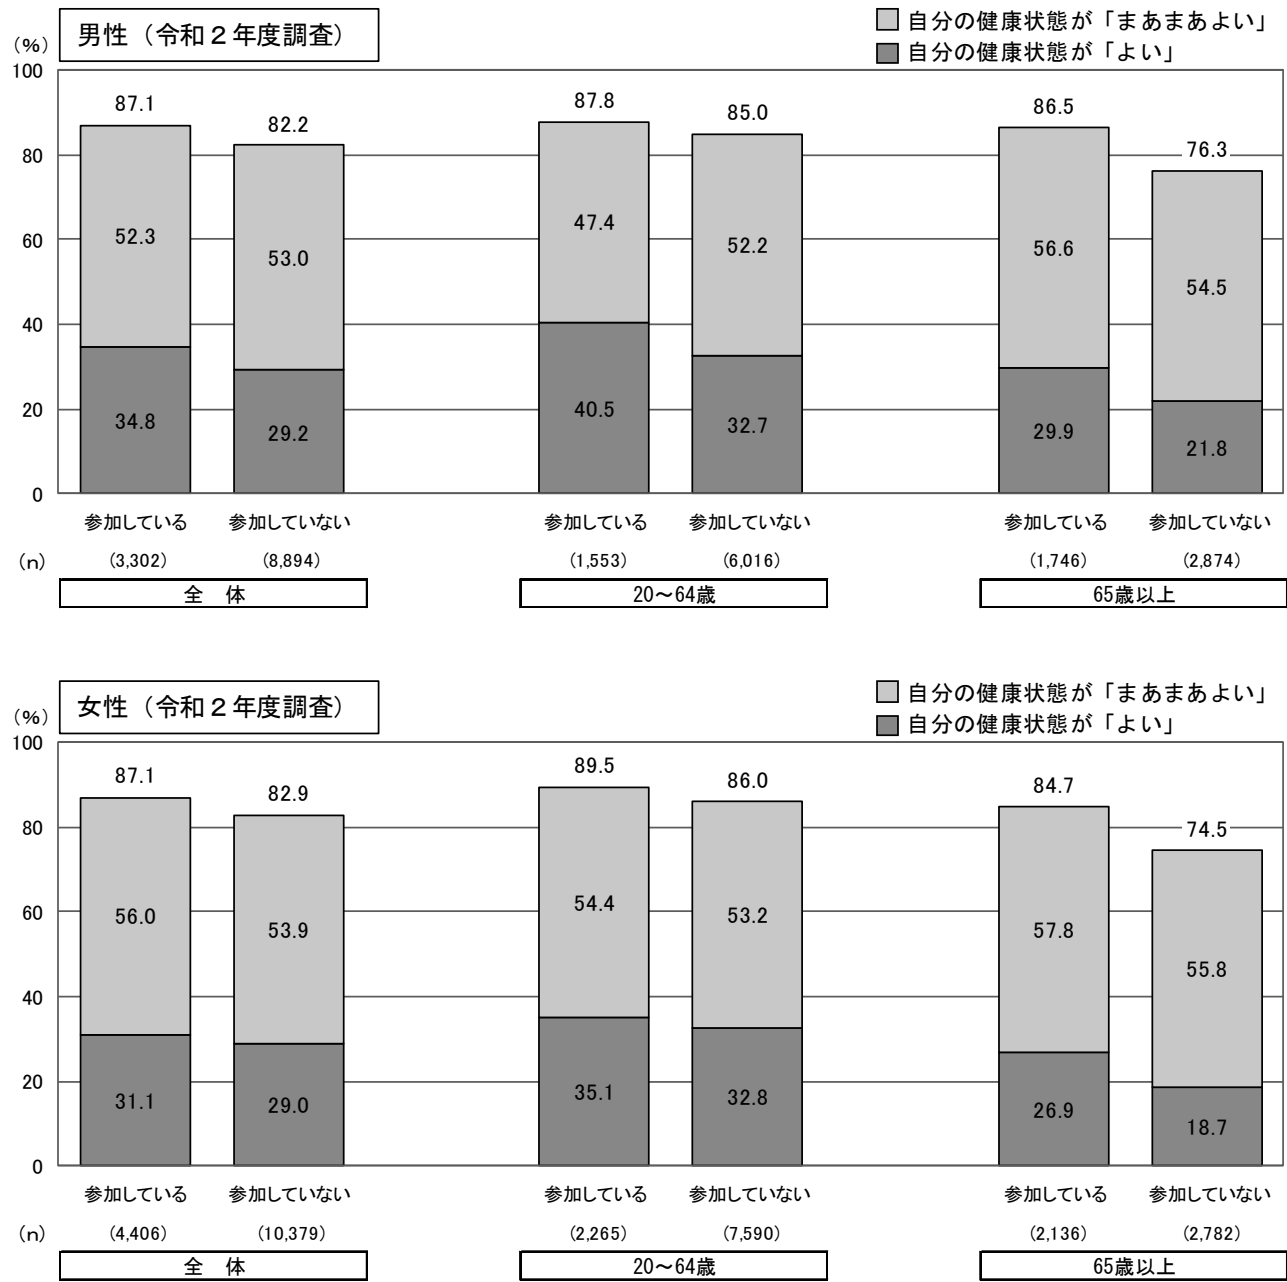 男性（令和２年度調査）
自分の健康状態が「まあまあよい」
自分の健康状態が「よい」
（%）
100
80
60
40
20
0
87.1 82.2 87.8 85.0 86.5 76.3
52.3 53.0 47.4 52.2 56.6 54.5
34.8 29.2 40.5 32.7 29.9 21.8
参加している 参加していない 参加している 参加していない 参加している 参加していない
（n） (3,302) (8,894) (1,553) (6,016) (1,746) (2,874)
全　体 20～64歳 65歳以上
女性（令和２年度調査）
自分の健康状態が「まあまあよい」
自分の健康状態が「よい」
（%）
100
80
60
40
20
0
87.1 82.9 89.5 86.0 84.7 74.5
56.0 53.9 54.4 53.2 57.8 55.8
31.1 29.0 35.1 32.8 26.9 18.7
参加している 参加していない 参加している 参加していない 参加している 参加していない
（n） (4,406) (10,379) (2,265) (7,590) (2,136) (2,782)
全　体 20～64歳 65歳以上